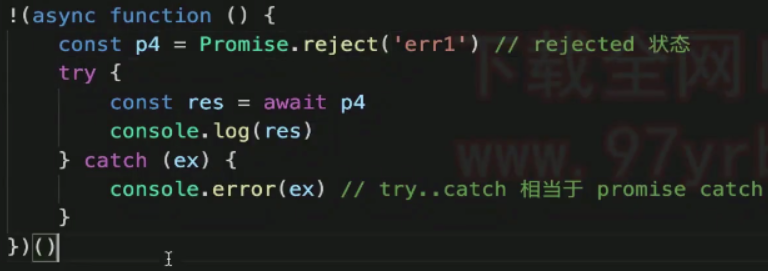 !(async function () {
    const p4 = Promise.reject('err1') // rejected 状态
    try {
        const res = await p4
        console.log(res)
    } catch (ex) {
        console.error(ex) // try..catch 相当于 promise catch
    }
})()
下载全网
www.97yr